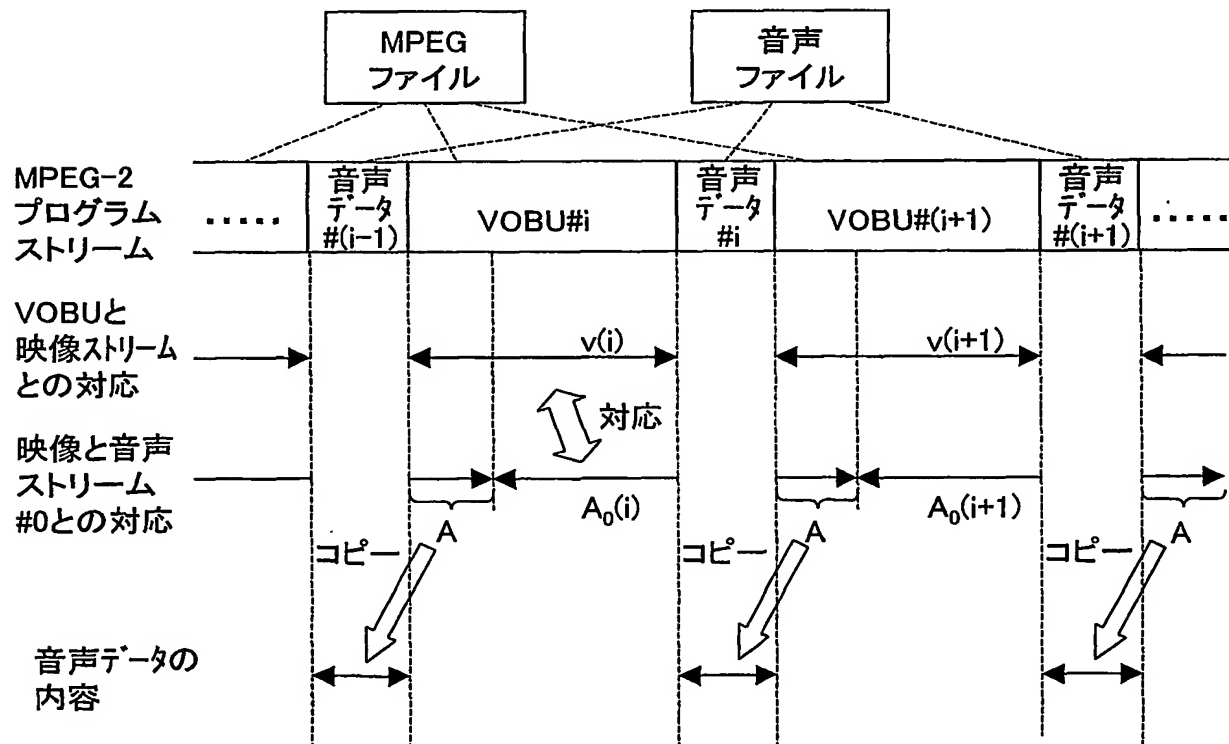 MPEG
ファイル
音声
ファイル
MPEG-2
プログラム
ストリーム
.....
音声
データ
#(i-1)
VOBU#i
音声
データ
#i
VOBU#(i+1)
音声
データ
#(i+1)
.....
VOBUと
映像ストリーム
との対応
v(i)
v(i+1)
対応
映像と音声
ストリーム
#0との対応
A
A₀(i)
A
A₀(i+1)
A
コピー
コピー
コピー
音声データの
内容